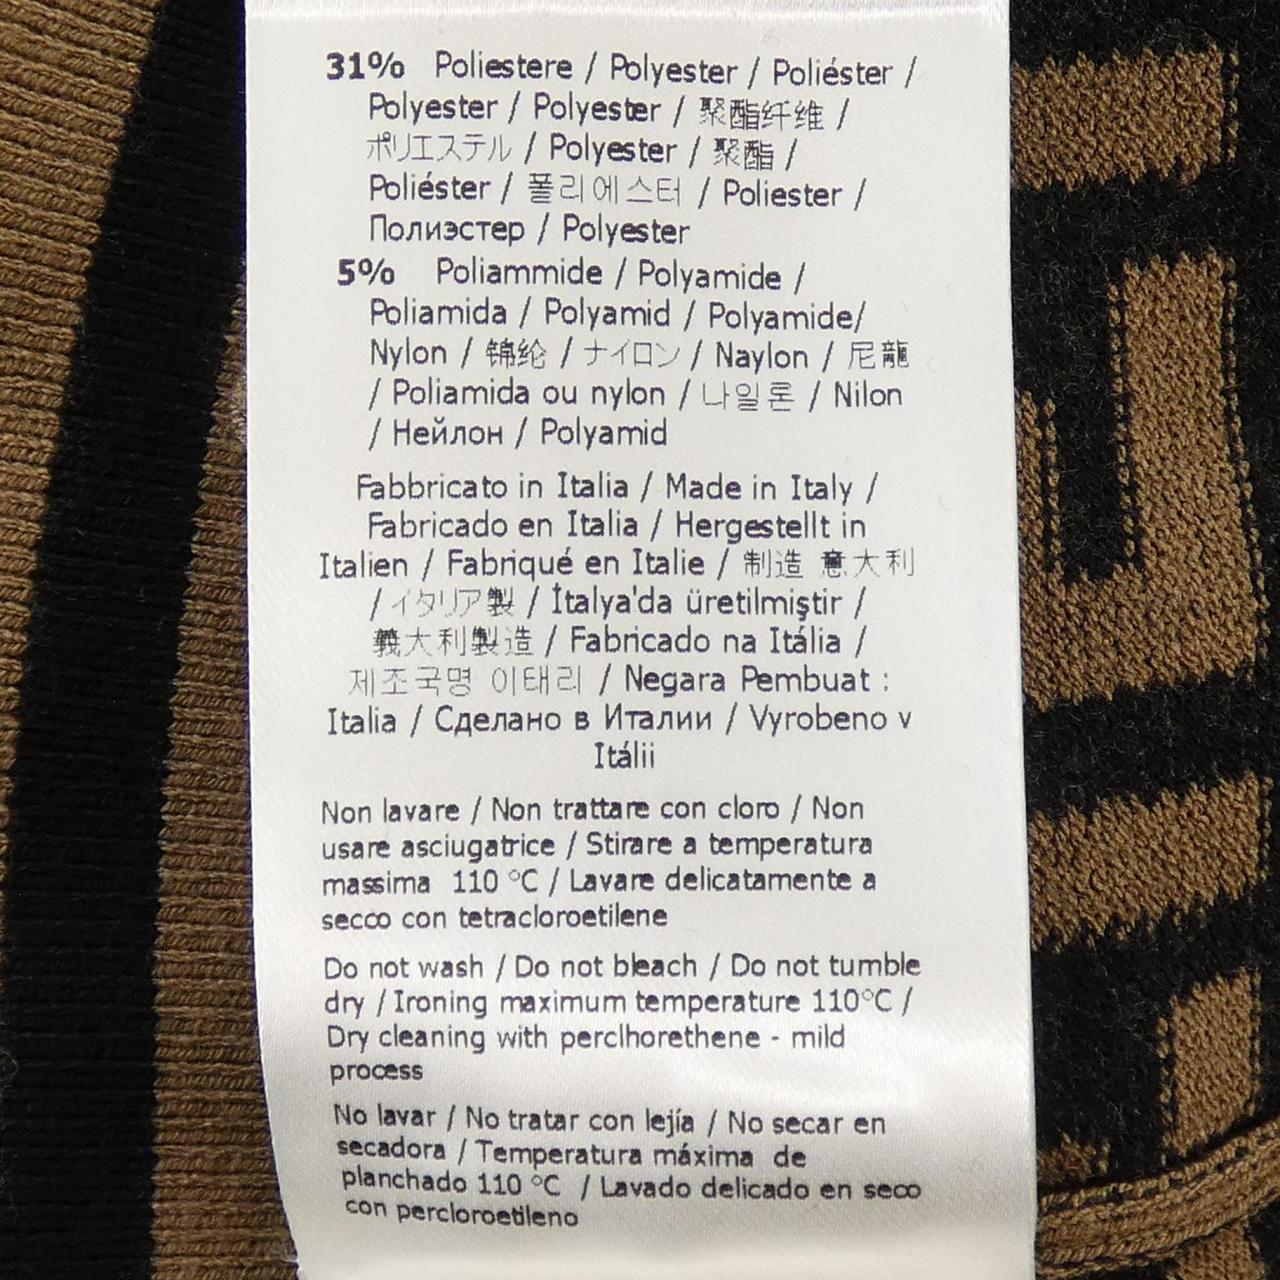 31% Poliestere / Polyester / Poliéster /
Polyester / Polyester / 聚酯纤维 /
ポリエステル / Polyester / 聚酯 /
Poliéster / 폴리에스터 / Poliester /
Полиэстер / Polyester
5% Poliammide / Polyamide /
Poliamida / Polyamid / Polyamide/
Nylon / 锦纶 / ナイロン / Naylon / 尼龍
/ Poliamida ou nylon / 나일론 / Nilon
/ Нейлон / Polyamid
Fabbricato in Italia / Made in Italy /
Fabricado en Italia / Hergestellt in
Italien / Fabriqué en Italie / 制造 意大利
/ イタリア製 / İtalya'da üretilmiştir /
義大利製造 / Fabricado na Itália /
제조국명 이태리 / Negara Pembuat :
Italia / Сделано в Италии / Vyrobeno v
Itálii
Non lavare / Non trattare con cloro / Non
usare asciugatrice / Stirare a temperatura
massima 110 °C / Lavare delicatamente a
secco con tetracloroetilene
Do not wash / Do not bleach / Do not tumble
dry / Ironing maximum temperature 110°C /
Dry cleaning with perclhorethene - mild
process
No lavar / No tratar con lejía / No secar en
secadora / Temperatura máxima de
planchado 110 °C / Lavado delicado en seco
con percloroetileno